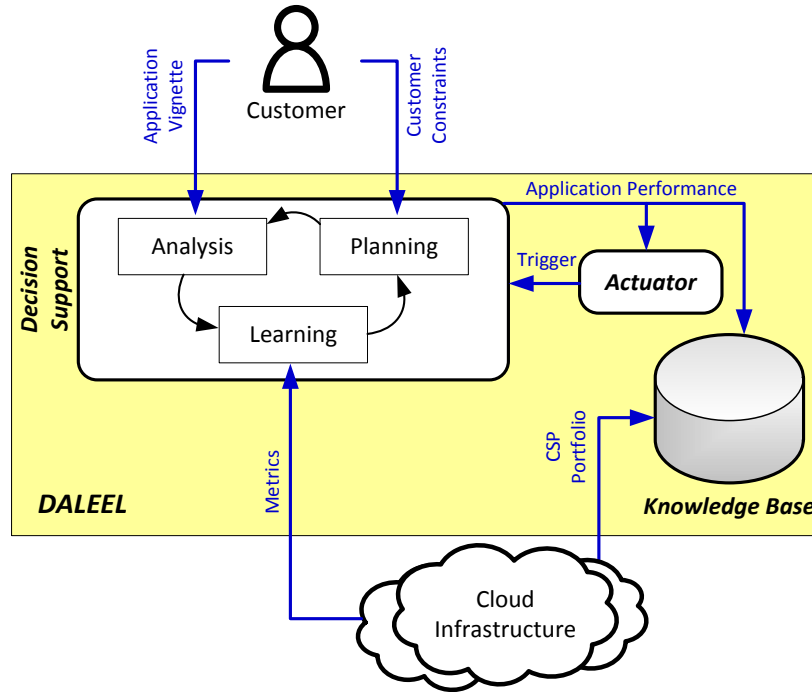 Customer
Application
Vignette
Customer
Constraints
Application Performance
Decision
Support
Analysis
Planning
Learning
Trigger
Actuator
Metrics
CSP
Portfolio
DALEEL
Knowledge Base
Cloud
Infrastructure